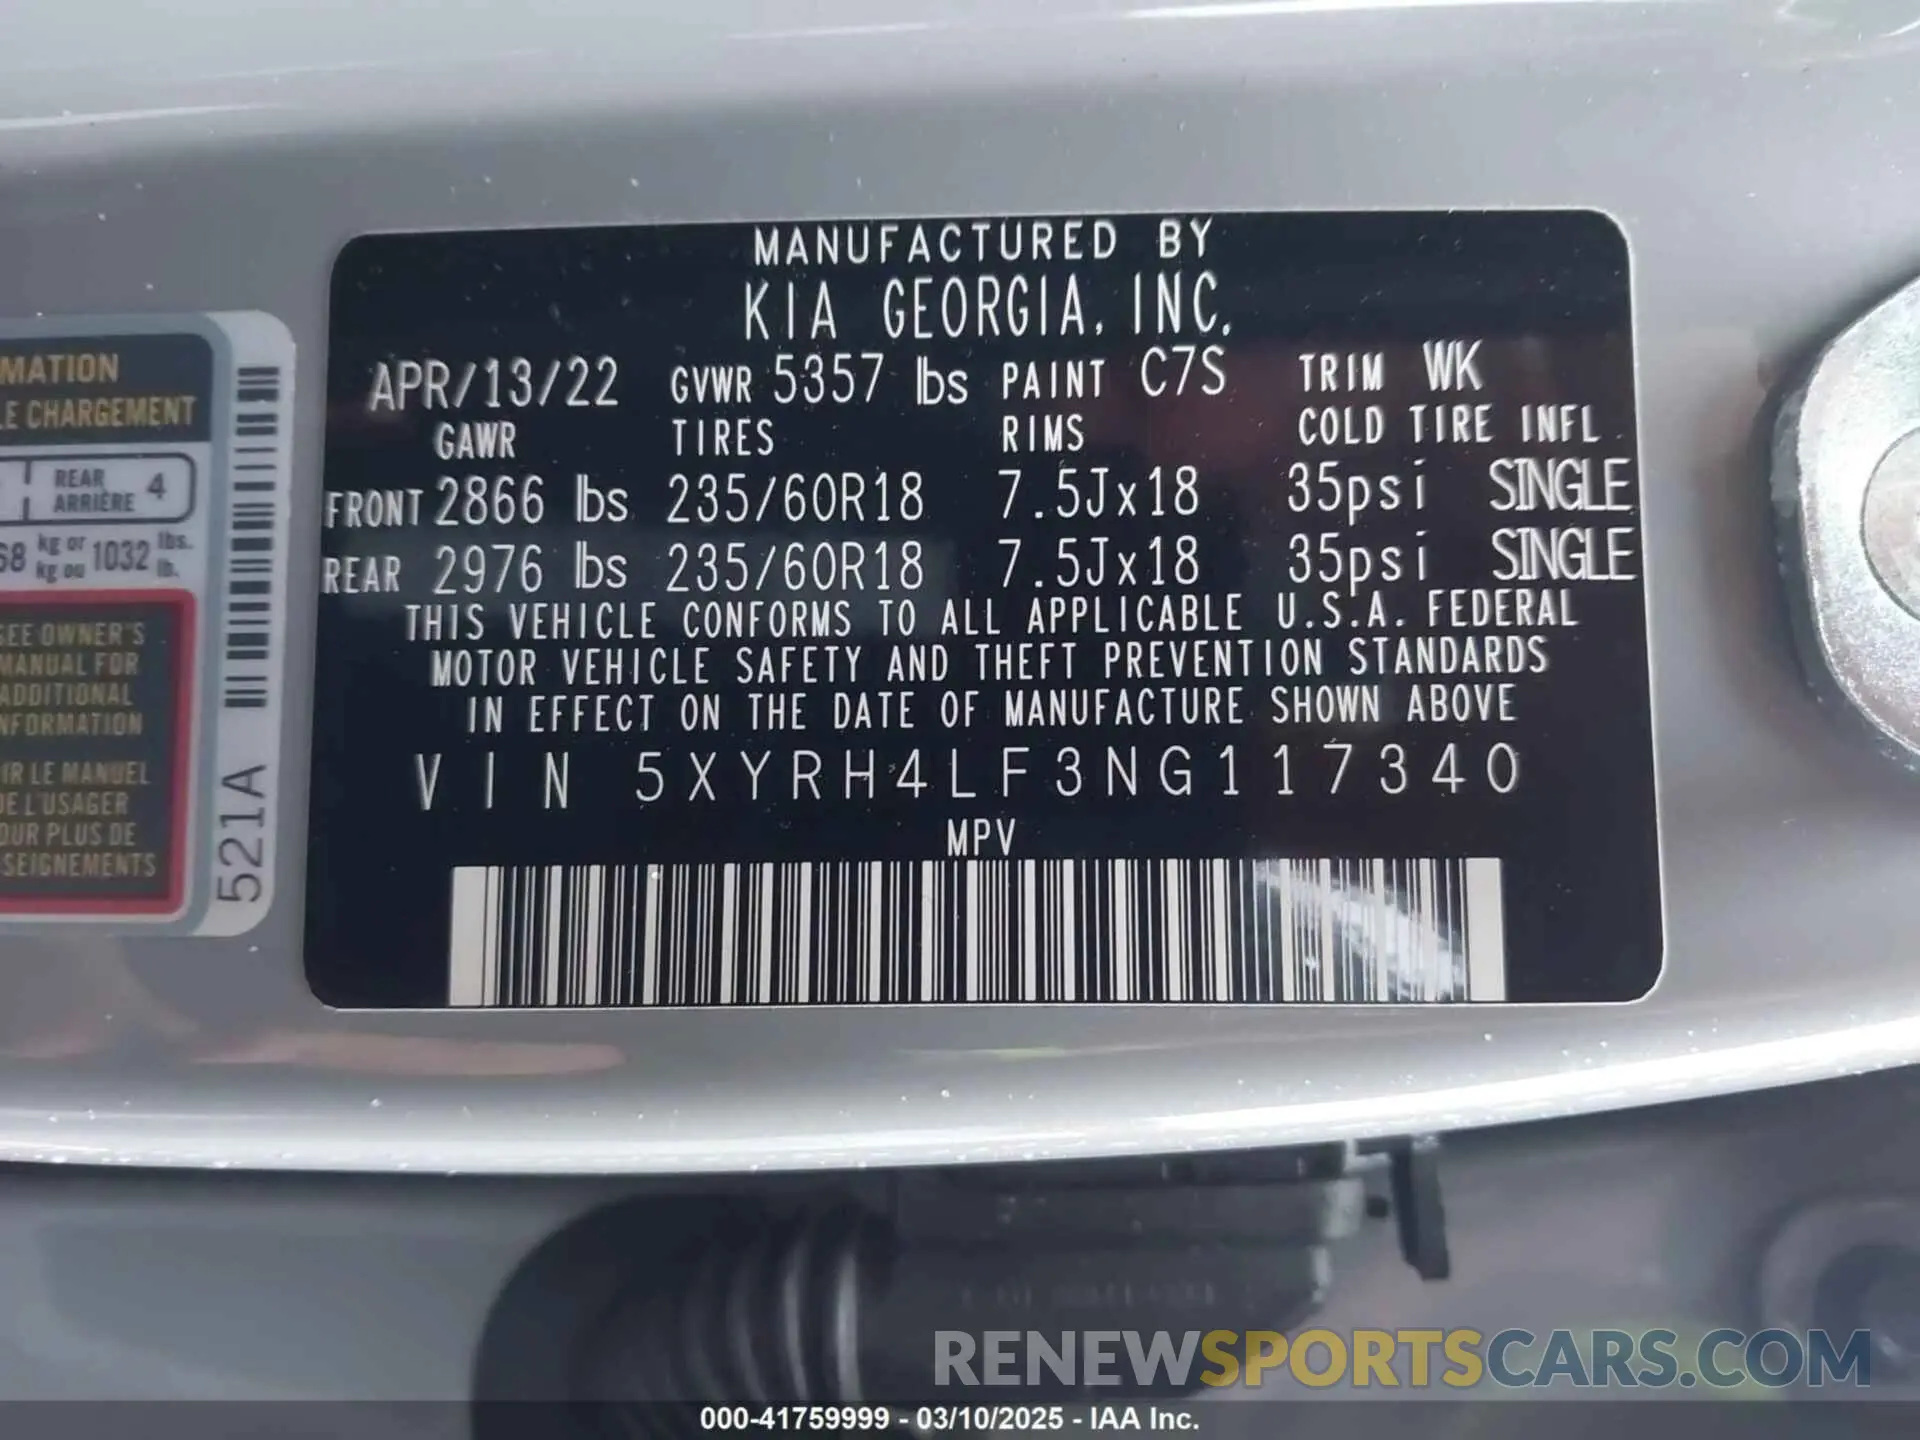 MANUFACTURED BY
KIA GEORGIA, INC.
APR/13/22 GVWR 5357 lbs PAINT C7S TRIM WK
GAWR TIRES RIMS COLD TIRE INFL.
FRONT 2866 lbs 235/60R18 7.5Jx18 35psi SINGLE
REAR 2976 lbs 235/60R18 7.5Jx18 35psi SINGLE
THIS VEHICLE CONFORMS TO ALL APPLICABLE U.S.A. FEDERAL
MOTOR VEHICLE SAFETY AND THEFT PREVENTION STANDARDS
IN EFFECT ON THE DATE OF MANUFACTURE SHOWN ABOVE
VIN 5XYRH4LF3NG117340
MPV
MATION
LE CHARGEMENT
REAR
ARRIÈRE 4
68 kg or
kg ou 1032 lbs.
lb.
SEE OWNER'S
MANUAL FOR
ADDITIONAL
NFORMATION
IR LE MANUEL
DE L'USAGER
OUR PLUS DE
SEIGNEMENTS
521A
RENEWSPORTSCARS.COM
000-41759999 - 03/10/2025 - IAA Inc.